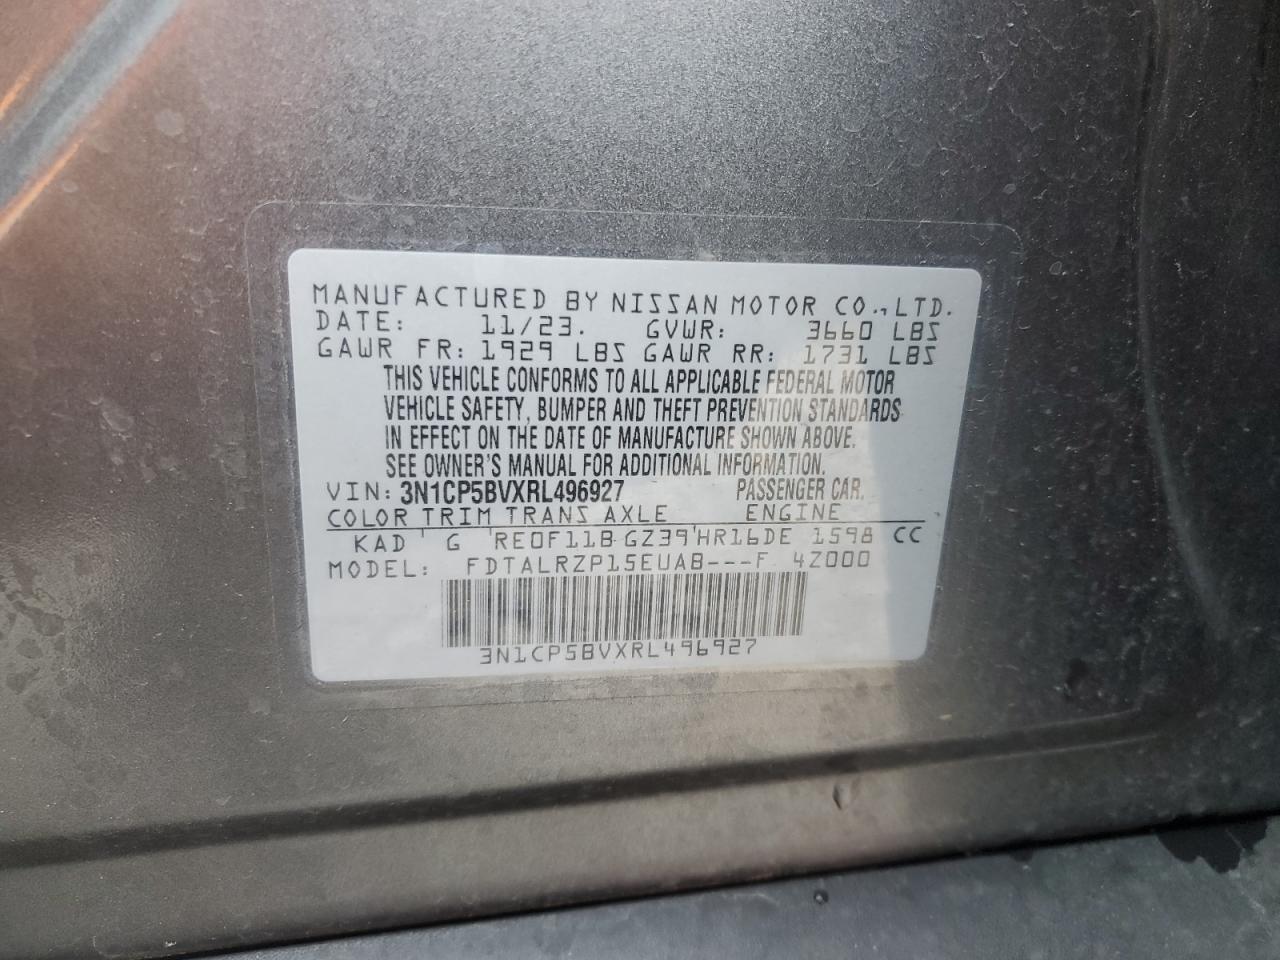 MANUFACTURED BY NISSAN MOTOR CO.,LTD.
DATE: 11/23. GVWR: 3660 LBS
GAWR FR: 1929 LBS GAWR RR: 1731 LBS
THIS VEHICLE CONFORMS TO ALL APPLICABLE FEDERAL MOTOR
VEHICLE SAFETY, BUMPER AND THEFT PREVENTION STANDARDS
IN EFFECT ON THE DATE OF MANUFACTURE SHOWN ABOVE.
SEE OWNER'S MANUAL FOR ADDITIONAL INFORMATION.
VIN: 3N1CP5BVXRL496927 PASSENGER CAR.
COLOR TRIM TRANS AXLE ENGINE
KAD ' G 'RE0F11B GZ39'HR16DE 1598 CC
MODEL: FDTALRZP15EUAB---F 4Z000
3N1CP5BVXRL496927